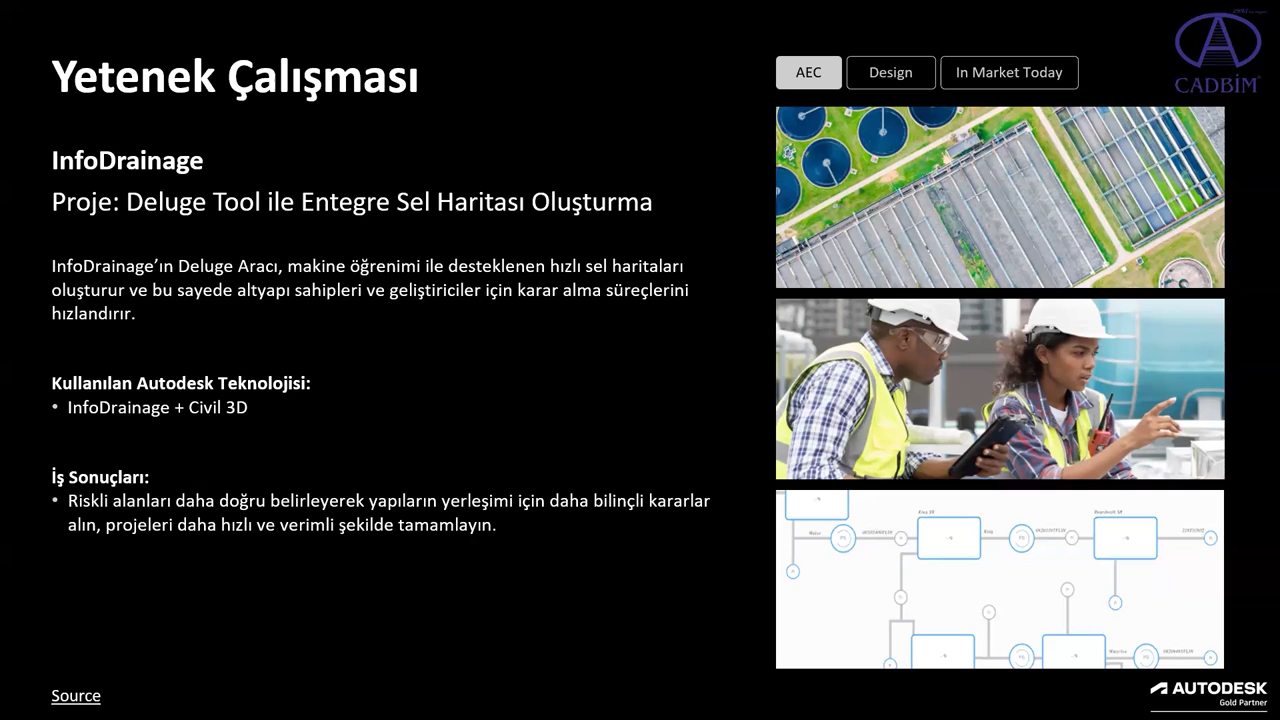 Yetenek Çalışması
AEC
Design
In Market Today
CADBİM
InfoDrainage
Proje: Deluge Tool ile Entegre Sel Haritası Oluşturma
InfoDrainage’ın Deluge Aracı, makine öğrenimi ile desteklenen hızlı sel haritaları
oluşturur ve bu sayede altyapı sahipleri ve geliştiriciler için karar alma süreçlerini
hızlandırır.
Kullanılan Autodesk Teknolojisi:
• InfoDrainage + Civil 3D
İş Sonuçları:
• Riskli alanları daha doğru belirleyerek yapıların yerleşimi için daha bilinçli kararlar
alın, projeleri daha hızlı ve verimli şekilde tamamlayın.
Source
AUTODESK
Gold Partner